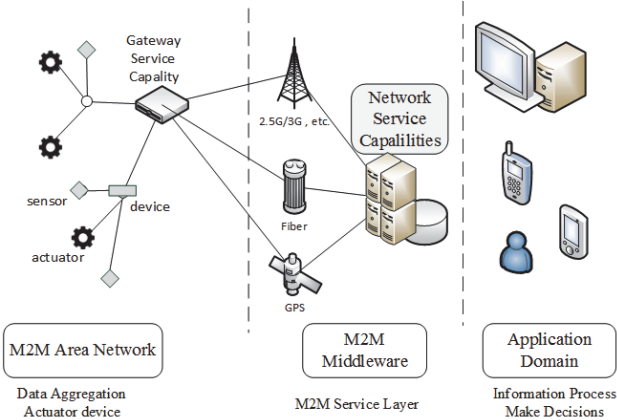 Gateway
Service
Capality
2.5G/3G , etc.
Network
Service
Capalilities
sensor
device
actuator
Fiber
GPS
M2M Area Network
M2M
Middleware
Application
Domain
Data Aggregation
Actuator device
M2M Service Layer
Information Process
Make Decisions